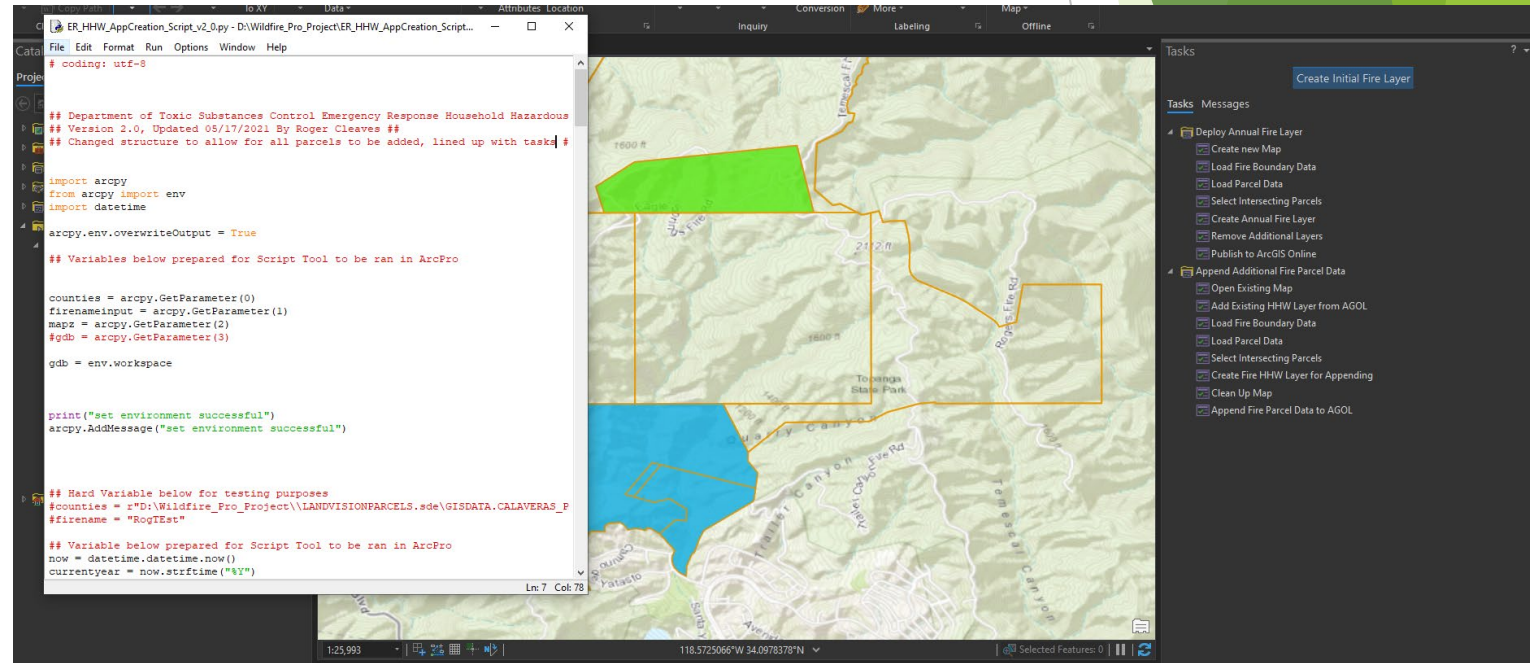 Copy Path
To XY
Data
Attributes Location
Conversion
More
Map
Inquiry
Labeling
Offline
ER_HHW_AppCreation_Script_v2_0.py - D:\Wildfire_Pro_Project\ER_HHW_AppCreation_Script...
File Edit Format Run Options Window Help
# coding: utf-8
## Department of Toxic Substances Control Emergency Response Household Hazardous
## Version 2.0, Updated 05/17/2021 By Roger Cleaves ##
## Changed structure to allow for all parcels to be added, lined up with tasks #
import arcpy
from arcpy import env
import datetime
arcpy.env.overwriteOutput = True
## Variables below prepared for Script Tool to be ran in ArcPro
counties = arcpy.GetParameter(0)
firenameinput = arcpy.GetParameter(1)
mapz = arcpy.GetParameter(2)
#gdb = arcpy.GetParameter(3)
gdb = env.workspace
print("set environment successful")
arcpy.AddMessage("set environment successful")
## Hard Variable below for testing purposes
#counties = r"D:\Wildfire_Pro_Project\\LANDVISIONPARCELS.sde\GISDATA.CALAVERAS_P
#firename = "RogTEst"
## Variable below prepared for Script Tool to be ran in ArcPro
now = datetime.datetime.now()
currentyear = now.strftime("%Y")
Ln: 7 Col: 78
1600 ft
2112 ft
Rogers Fire Rd
1600 ft
Topanga
State Park
Quarry Canyon
Trailer Canyon
Temescal Canyon
1:25,993
118.5725066°W 34.0978378°N
Selected Features: 0
Tasks
Create Initial Fire Layer
Tasks Messages
Deploy Annual Fire Layer
Create new Map
Load Fire Boundary Data
Load Parcel Data
Select Intersecting Parcels
Create Annual Fire Layer
Remove Additional Layers
Publish to ArcGIS Online
Append Additional Fire Parcel Data
Open Existing Map
Add Existing HHW Layer from AGOL
Load Fire Boundary Data
Load Parcel Data
Select Intersecting Parcels
Create Fire HHW Layer for Appending
Clean Up Map
Append Fire Parcel Data to AGOL